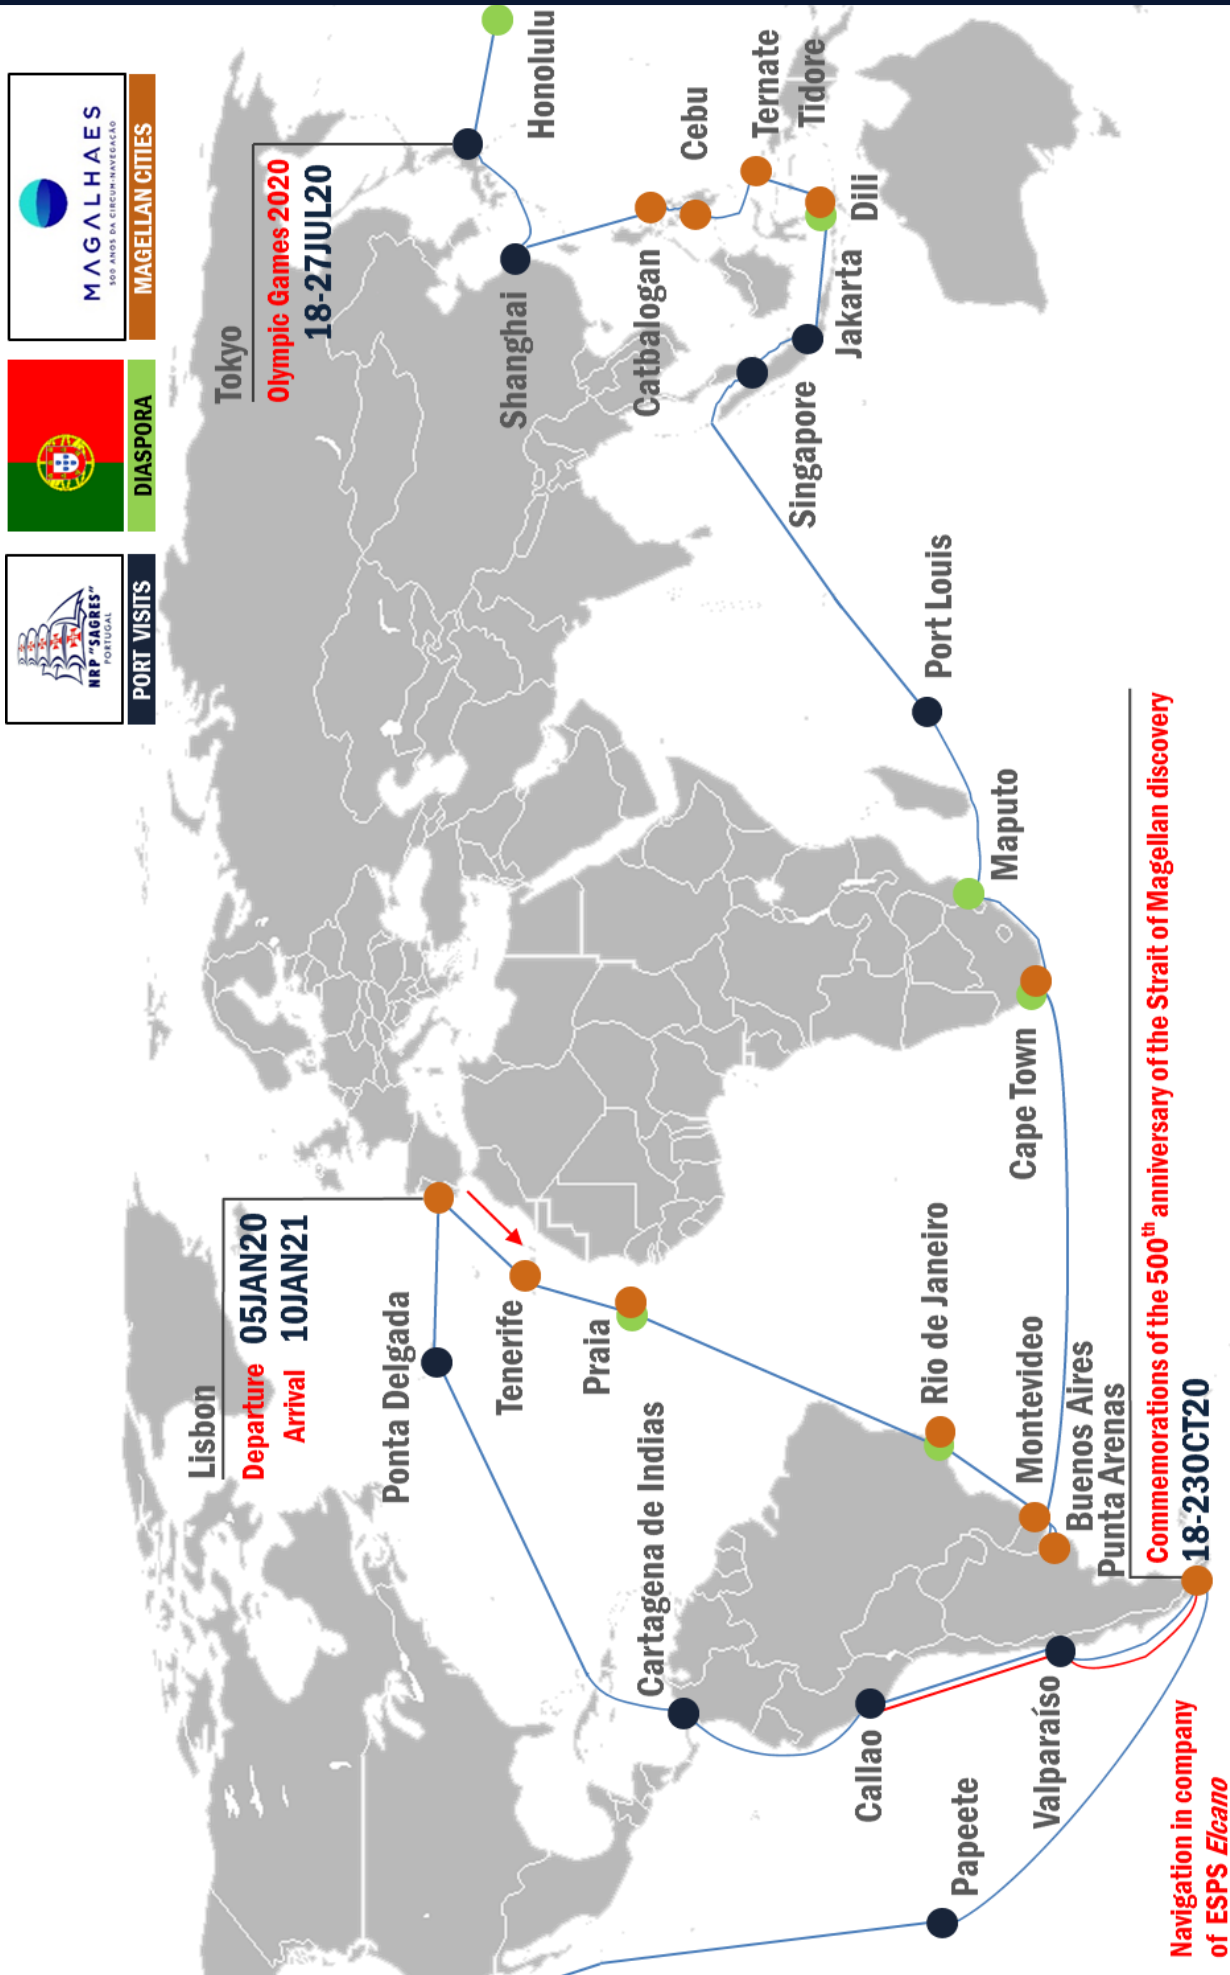 NRP "SAGRES"
PORTUGAL
PORT VISITS
DIASPORA
MAGALHAES
500 ANOS DA CIRCUM-NAVEGAÇÃO
MAGELLAN CITIES
Lisbon
Departure 05JAN20
Arrival 10JAN21
Tokyo
Olympic Games 2020
18-27JUL20
Honolulu
Ponta Delgada
Tenerife
Praia
Cartagena de Indias
Shanghai
Catbalogan
Cebu
Ternate
Tidore
Dili
Jakarta
Singapore
Port Louis
Maputo
Cape Town
Rio de Janeiro
Montevideo
Buenos Aires
Punta Arenas
Commemorations of the 500th anniversary of the Strait of Magellan discovery
18-23OCT20
Callao
Valparaíso
Papeete
Navigation in company
of ESPS Elcano